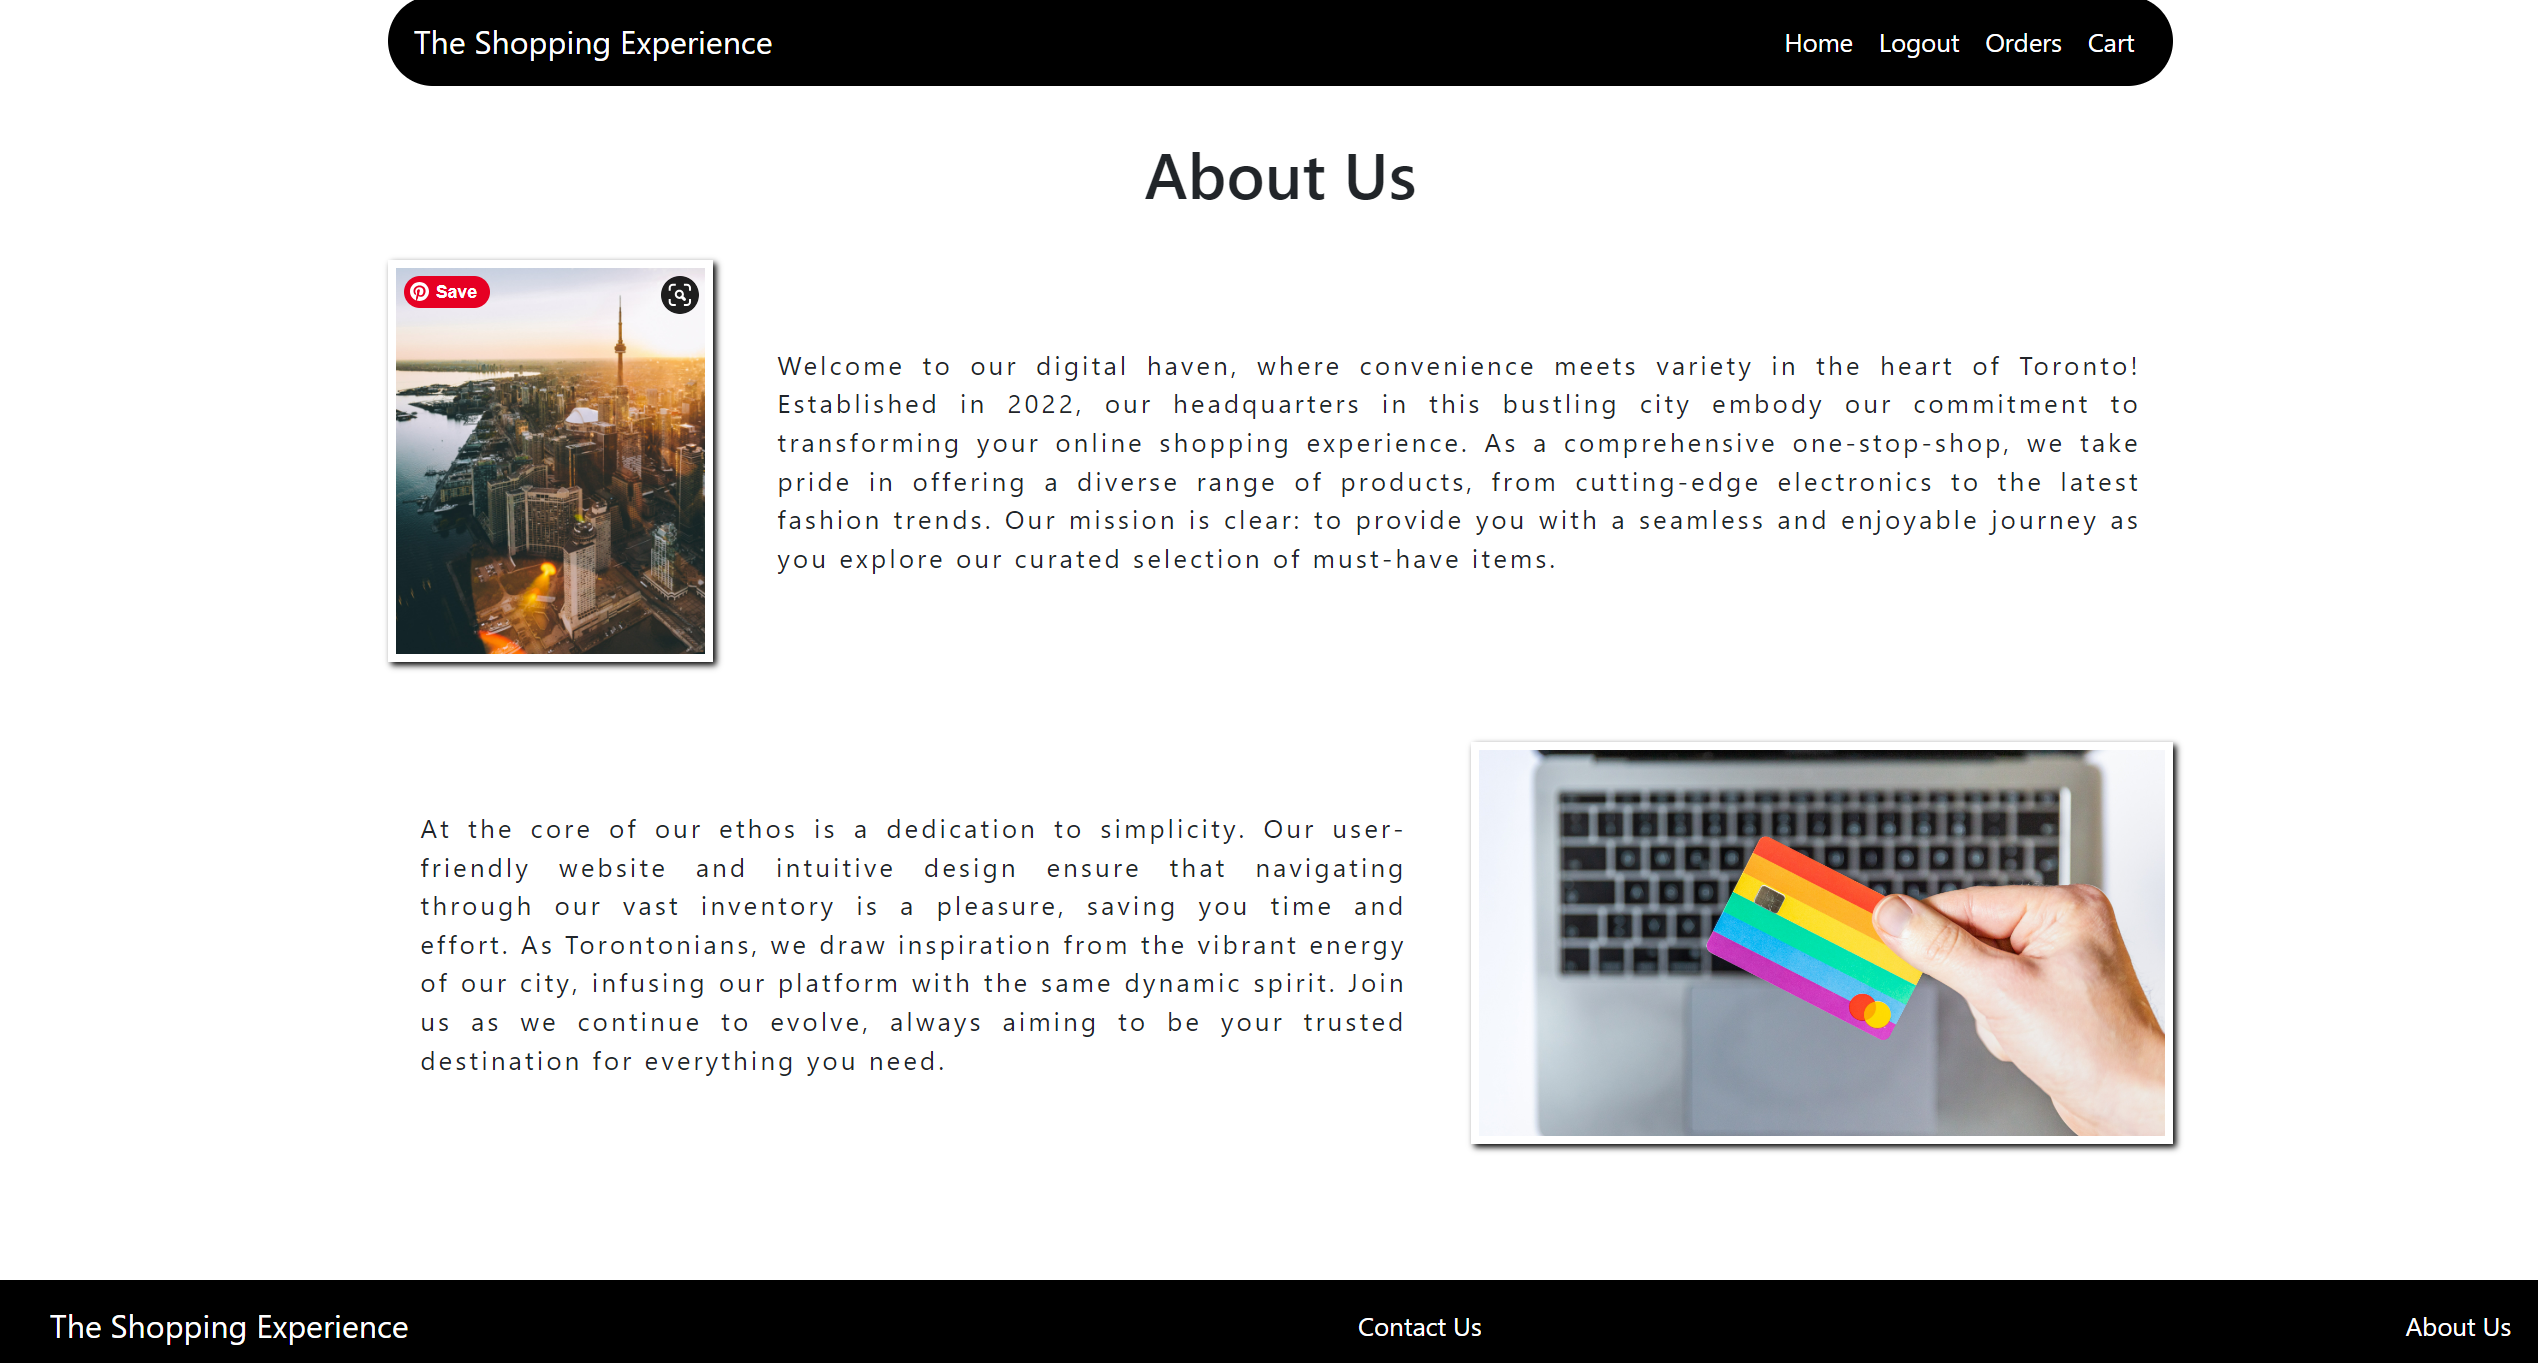 The Shopping Experience
Home Logout Orders Cart
About Us
Save
Welcome to our digital haven, where convenience meets variety in the heart of Toronto!
Established in 2022, our headquarters in this bustling city embody our commitment to
transforming your online shopping experience. As a comprehensive one-stop-shop, we take
pride in offering a diverse range of products, from cutting-edge electronics to the latest
fashion trends. Our mission is clear: to provide you with a seamless and enjoyable journey as
you explore our curated selection of must-have items.
At the core of our ethos is a dedication to simplicity. Our user-
friendly website and intuitive design ensure that navigating
through our vast inventory is a pleasure, saving you time and
effort. As Torontonians, we draw inspiration from the vibrant energy
of our city, infusing our platform with the same dynamic spirit. Join
us as we continue to evolve, always aiming to be your trusted
destination for everything you need.
The Shopping Experience
Contact Us
About Us